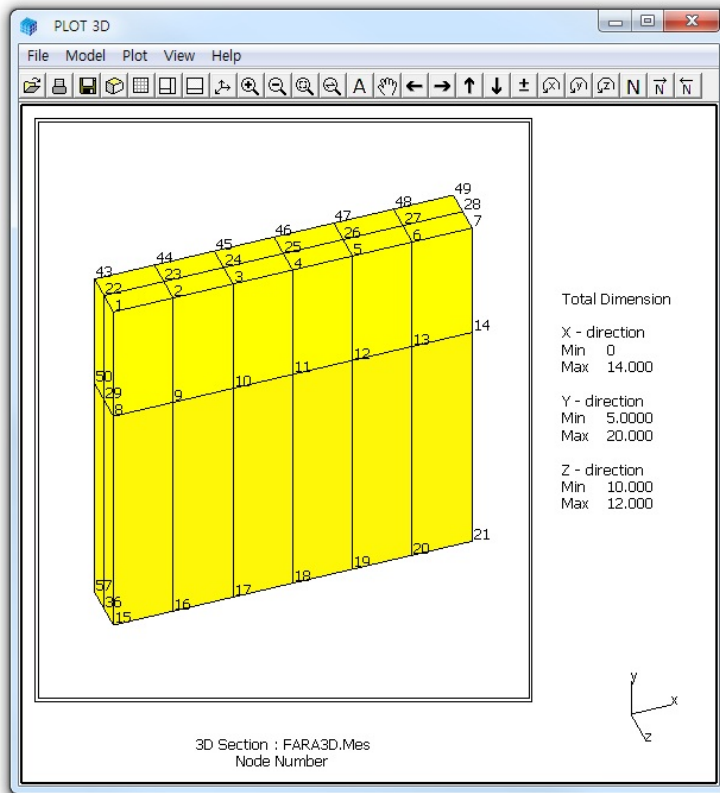 PLOT 3D
File Model Plot View Help
A
x
y
z
N
N
N
49
48
28
47
27
7
46
26
6
45
25
5
44
24
4
43
23
3
22
2
1
14
13
12
11
50
10
29
9
8
21
20
19
57
18
36
17
16
15
Total Dimension
X - direction
Min 0
Max 14.000
Y - direction
Min 5.0000
Max 20.000
Z - direction
Min 10.000
Max 12.000
y
x
z
3D Section : FARA3D.Mes
Node Number